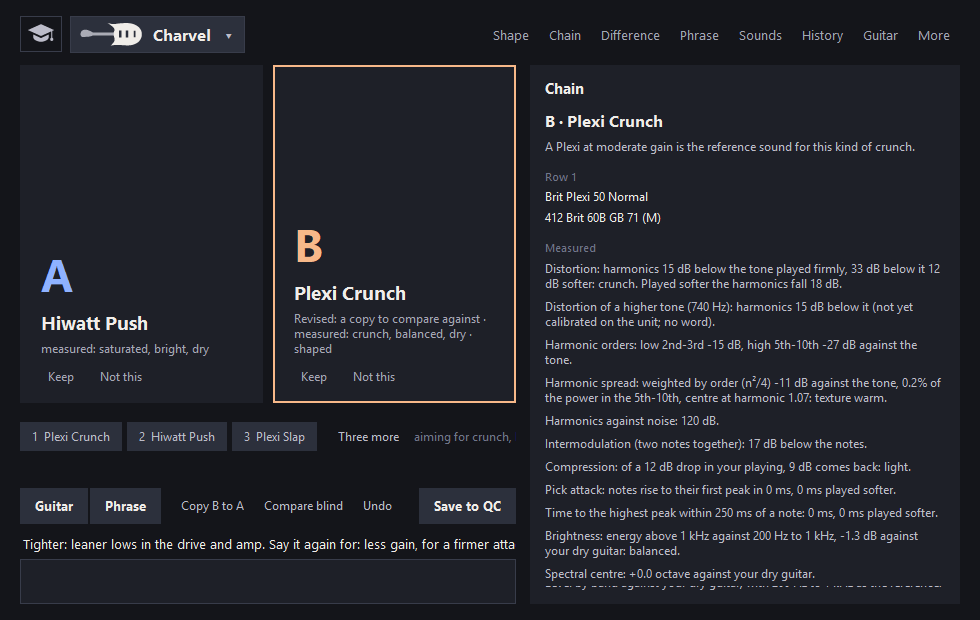 Charvel
Shape Chain Difference Phrase Sounds History Guitar More
A
Hiwatt Push
measured: saturated, bright, dry
Keep Not this
B
Plexi Crunch
Revised: a copy to compare against ·
measured: crunch, balanced, dry ·
shaped
Keep Not this
1 Plexi Crunch 2 Hiwatt Push 3 Plexi Slap Three more aiming for crunch,
Guitar Phrase Copy B to A Compare blind Undo Save to QC
Tighter: leaner lows in the drive and amp. Say it again for: less gain, for a firmer atta
Chain
B · Plexi Crunch
A Plexi at moderate gain is the reference sound for this kind of crunch.
Row 1
Brit Plexi 50 Normal
412 Brit 60B GB 71 (M)
Measured
Distortion: harmonics 15 dB below the tone played firmly, 33 dB below it 12
dB softer: crunch. Played softer the harmonics fall 18 dB.
Distortion of a higher tone (740 Hz): harmonics 15 dB below it (not yet
calibrated on the unit; no word).
Harmonic orders: low 2nd-3rd -15 dB, high 5th-10th -27 dB against the
tone.
Harmonic spread: weighted by order (n²/4) -11 dB against the tone, 0.2% of
the power in the 5th-10th, centre at harmonic 1.07: texture warm.
Harmonics against noise: 120 dB.
Intermodulation (two notes together): 17 dB below the notes.
Compression: of a 12 dB drop in your playing, 9 dB comes back: light.
Pick attack: notes rise to their first peak in 0 ms, 0 ms played softer.
Time to the highest peak within 250 ms of a note: 0 ms, 0 ms played softer.
Brightness: energy above 1 kHz against 200 Hz to 1 kHz, -1.3 dB against
your dry guitar: balanced.
Spectral centre: +0.0 octave against your dry guitar.